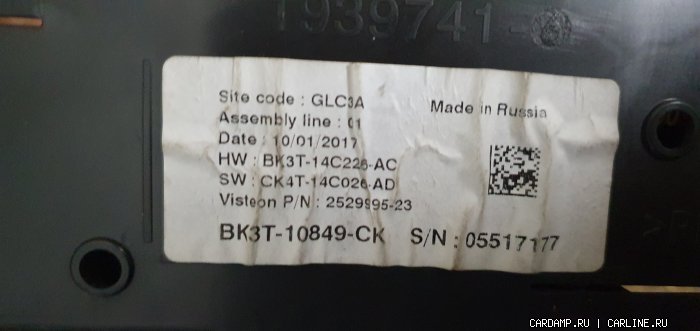 1939741-
Site code : GLC3A
Made in Russia
Assembly line : 01
Date : 10/01/2017
HW : BK3T-14C226-AC
SW : CK4T-14C026-AD
Visteon P/N : 2529995-23
BK3T-10849-CK S/N : 05517177
CARDAMP.RU | CARLINE.RU